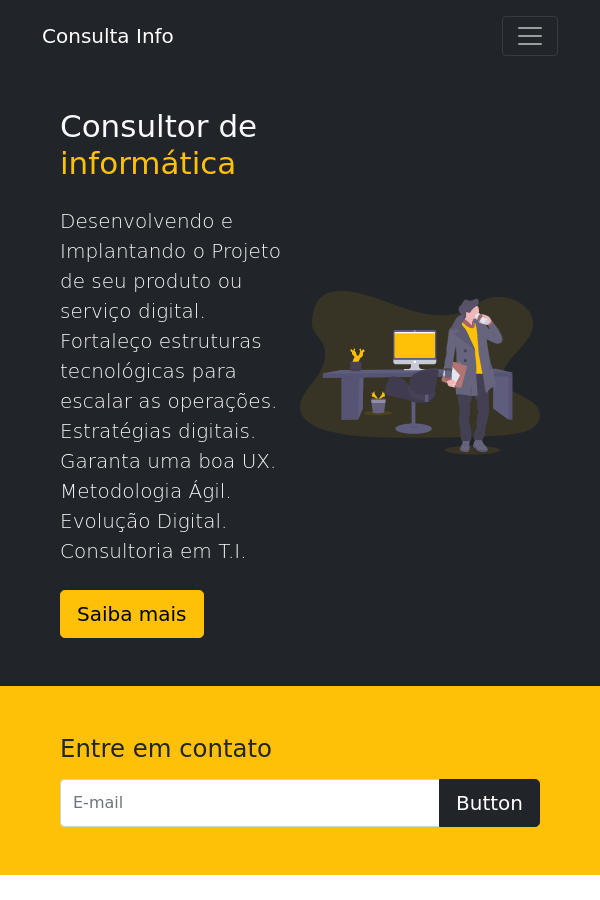 Consulta Info
Consultor de
informática
Desenvolvendo e
Implantando o Projeto
de seu produto ou
serviço digital.
Fortaleço estruturas
tecnológicas para
escalar as operações.
Estratégias digitais.
Garanta uma boa UX.
Metodologia Ágil.
Evolução Digital.
Consultoria em T.I.
Saiba mais
Entre em contato
E-mail
Button